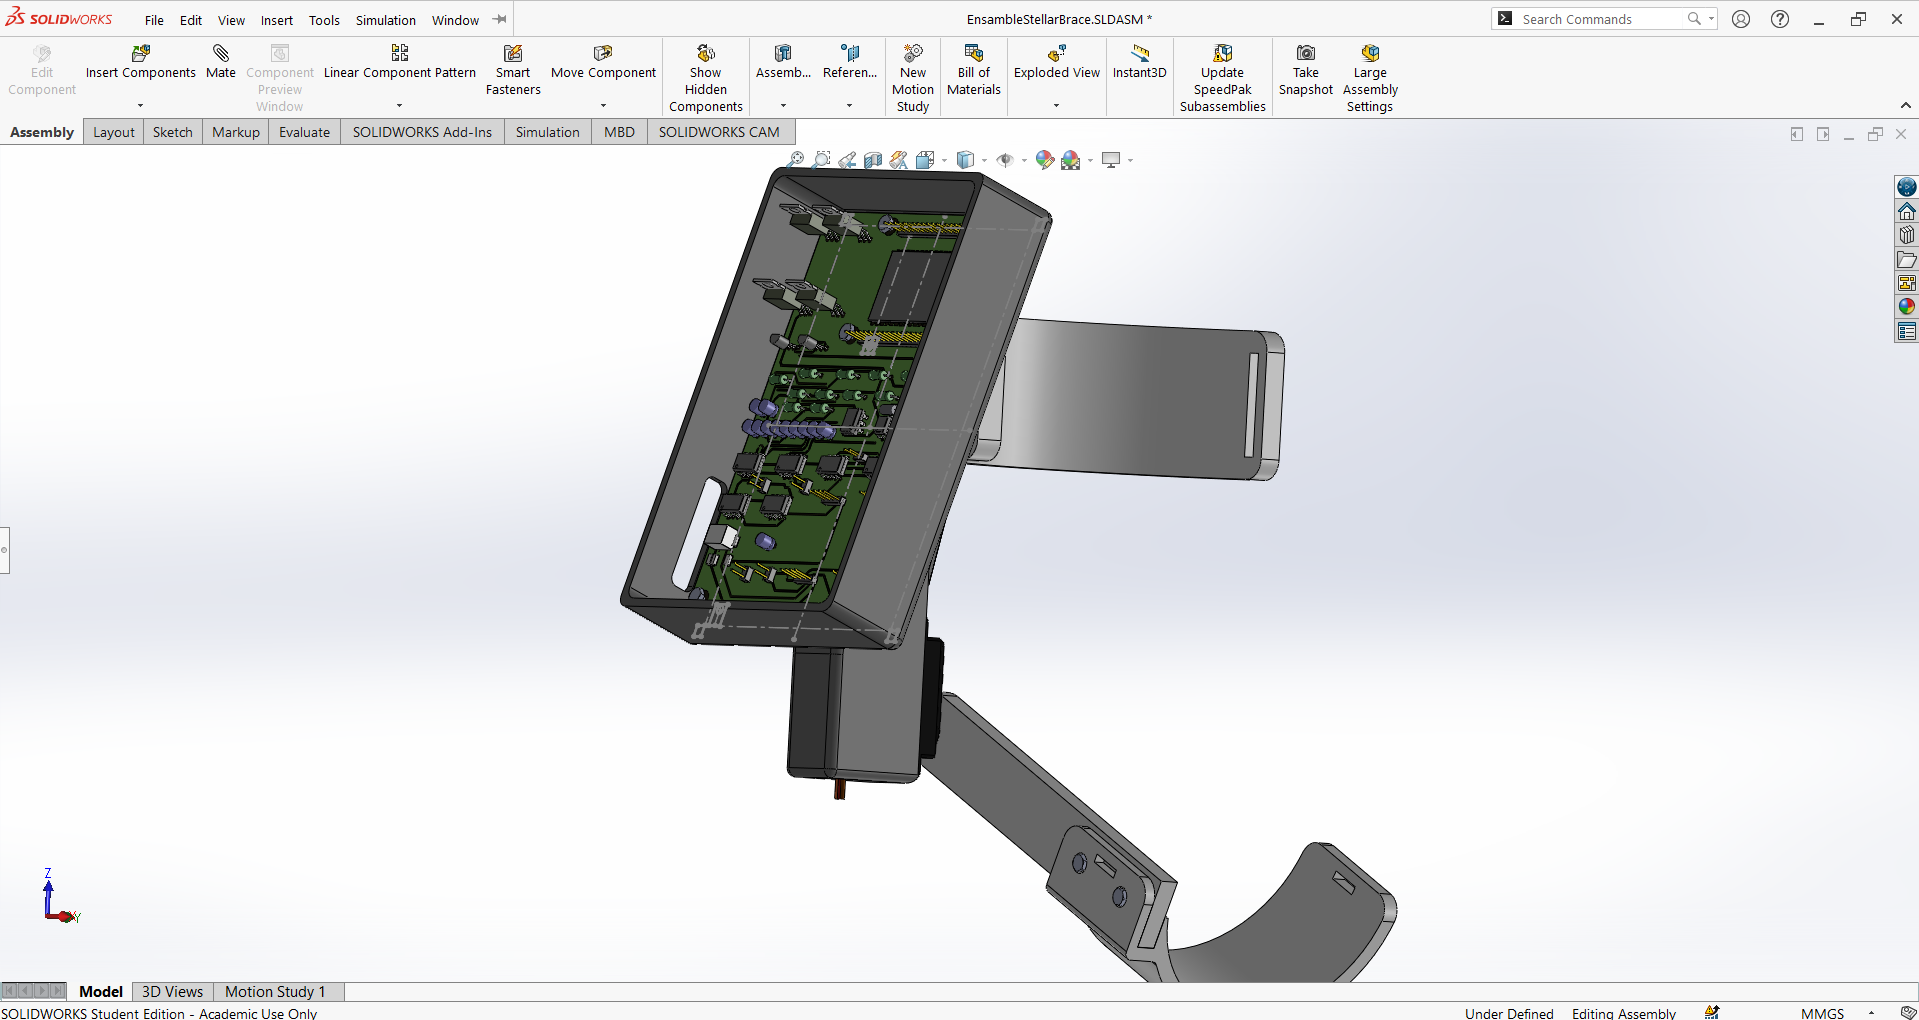 SOLIDWORKS File Edit View Insert Tools Simulation Window EnsambleStellarBrace.SLDASM * Search Commands
Edit Component
Insert Components
Mate
Component Preview Window
Linear Component Pattern
Smart Fasteners
Move Component
Show Hidden Components
Assemb...
Referen...
New Motion Study
Bill of Materials
Exploded View
Instant3D
Update SpeedPak Subassemblies
Take Snapshot
Large Assembly Settings
Assembly Layout Sketch Markup Evaluate SOLIDWORKS Add-Ins Simulation MBD SOLIDWORKS CAM
Z
Y
Model 3D Views Motion Study 1
SOLIDWORKS Student Edition - Academic Use Only Under Defined Editing Assembly MMGS